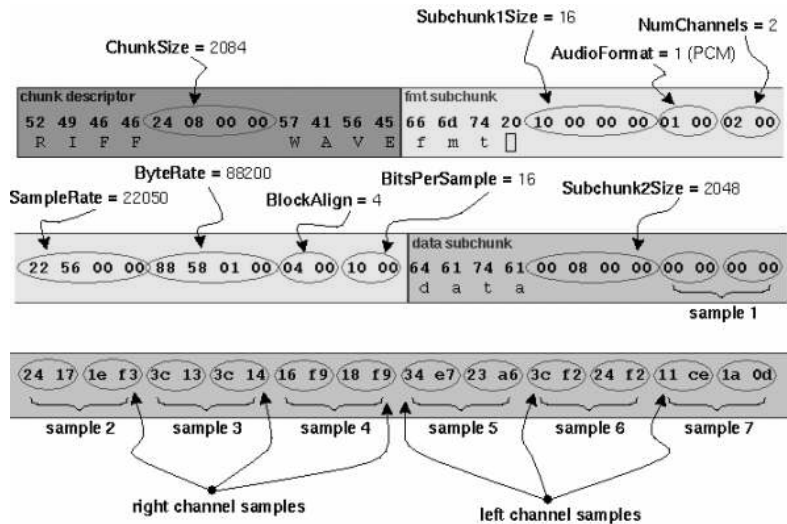 Subchunk1Size = 16
NumChannels = 2
ChunkSize = 2084
AudioFormat = 1 (PCM)
chunk descriptor
fmt subchunk
52 49 46 46 24 08 00 00 57 41 56 45 66 6d 74 20 10 00 00 00 01 00 02 00
R I F F W A V E f m t
ByteRate = 88200
BitsPerSample = 16
SampleRate = 22050
BlockAlign = 4
Subchunk2Size = 2048
data subchunk
22 56 00 00 88 58 01 00 04 00 10 00 64 61 74 61 00 08 00 00 00 00 00 00
d a t a
sample 1
24 17 1e f3 3c 13 3c 14 16 f9 18 f9 34 e7 23 a6 3c f2 24 f2 11 ce 1a 0d
sample 2 sample 3 sample 4 sample 5 sample 6 sample 7
right channel samples
left channel samples